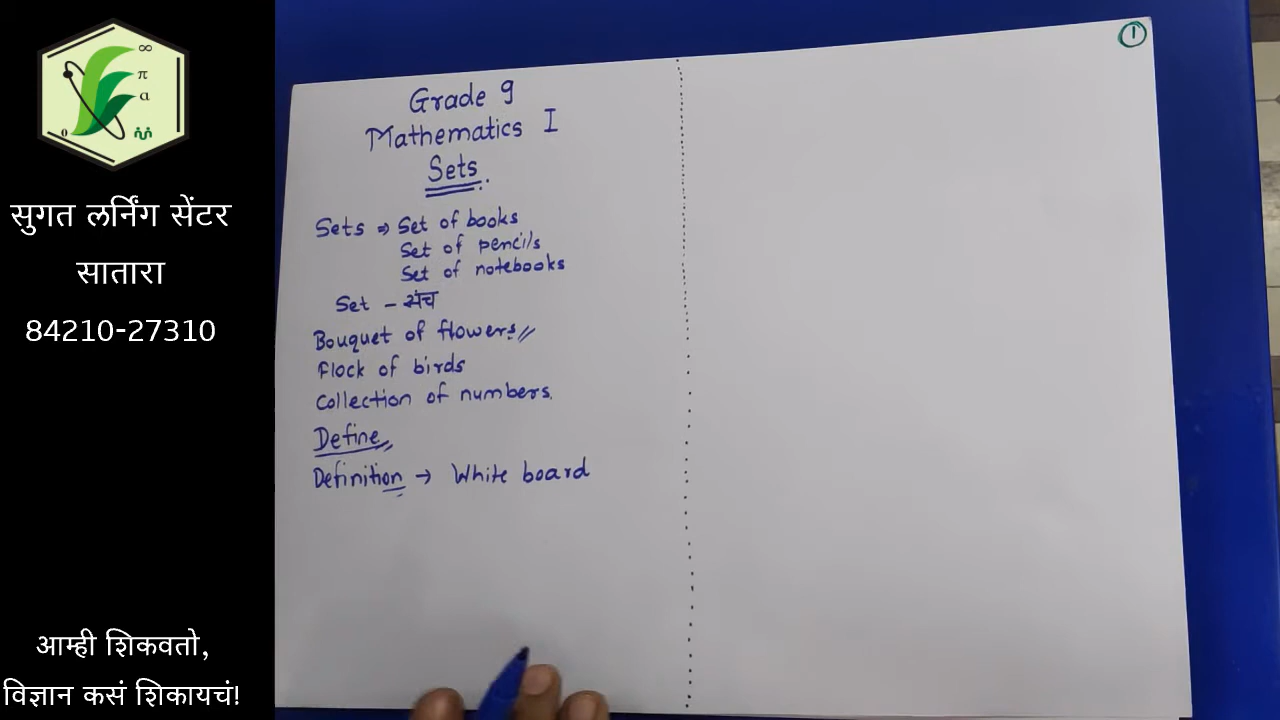 ∞
π
a
0
सुगत लर्निंग सेंटर
सातारा
84210-27310
आम्ही शिकवतो,
विज्ञान कसं शिकायचं!
1
Grade 9
Mathematics I
Sets
Sets ⇒ Set of books
Set of pencils
Set of notebooks
Set - संच
Bouquet of flowers
Flock of birds
Collection of numbers.
Define
Definition → White board